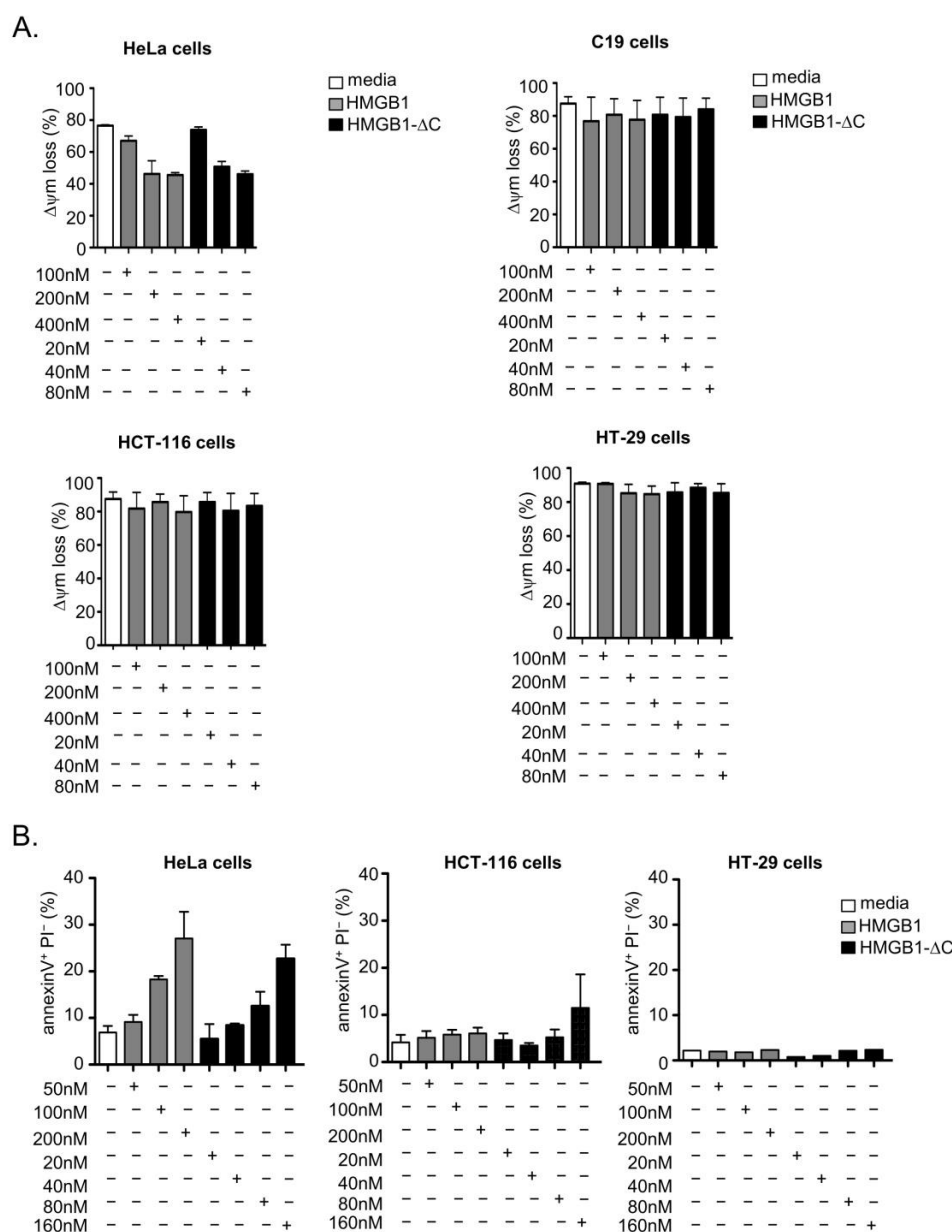 A.
HeLa cells
media
HMGB1
HMGB1-ΔC
Δψm loss (%)
100
80
60
40
20
0
– – – – – – –
100nM – + – – – – –
200nM – – + – – – –
400nM – – – + – – –
20nM – – – – + – –
40nM – – – – – + –
80nM – – – – – – +
C19 cells
media
HMGB1
HMGB1-ΔC
Δψm loss (%)
100
80
60
40
20
0
100nM – + – – – – –
200nM – – + – – – –
400nM – – – + – – –
20nM – – – – + – –
40nM – – – – – + –
80nM – – – – – – +
HCT-116 cells
Δψm loss (%)
100
80
60
40
20
0
100nM – + – – – – –
200nM – – + – – – –
400nM – – – + – – –
20nM – – – – + – –
40nM – – – – – + –
80nM – – – – – – +
HT-29 cells
Δψm loss (%)
100
80
60
40
20
0
100nM – + – – – – –
200nM – – + – – – –
400nM – – – + – – –
20nM – – – – + – –
40nM – – – – – + –
80nM – – – – – – +
B.
HeLa cells
annexinV⁺ PI⁻ (%)
40
30
20
10
0
50nM – + – – – – – –
100nM – – + – – – – –
200nM – – – + – – – –
20nM – – – – + – – –
40nM – – – – – + – –
80nM – – – – – – + –
160nM – – – – – – – +
HCT-116 cells
annexinV⁺ PI⁻ (%)
40
30
20
10
0
50nM – + – – – – – –
100nM – – + – – – – –
200nM – – – + – – – –
20nM – – – – + – – –
40nM – – – – – + – –
80nM – – – – – – + –
160nM – – – – – – – +
HT-29 cells
media
HMGB1
HMGB1-ΔC
annexinV⁺ PI⁻ (%)
40
30
20
10
0
50nM – + – – – – – –
100nM – – + – – – – –
200nM – – – + – – – –
20nM – – – – + – – –
40nM – – – – – + – –
80nM – – – – – – + –
160nM – – – – – – – +